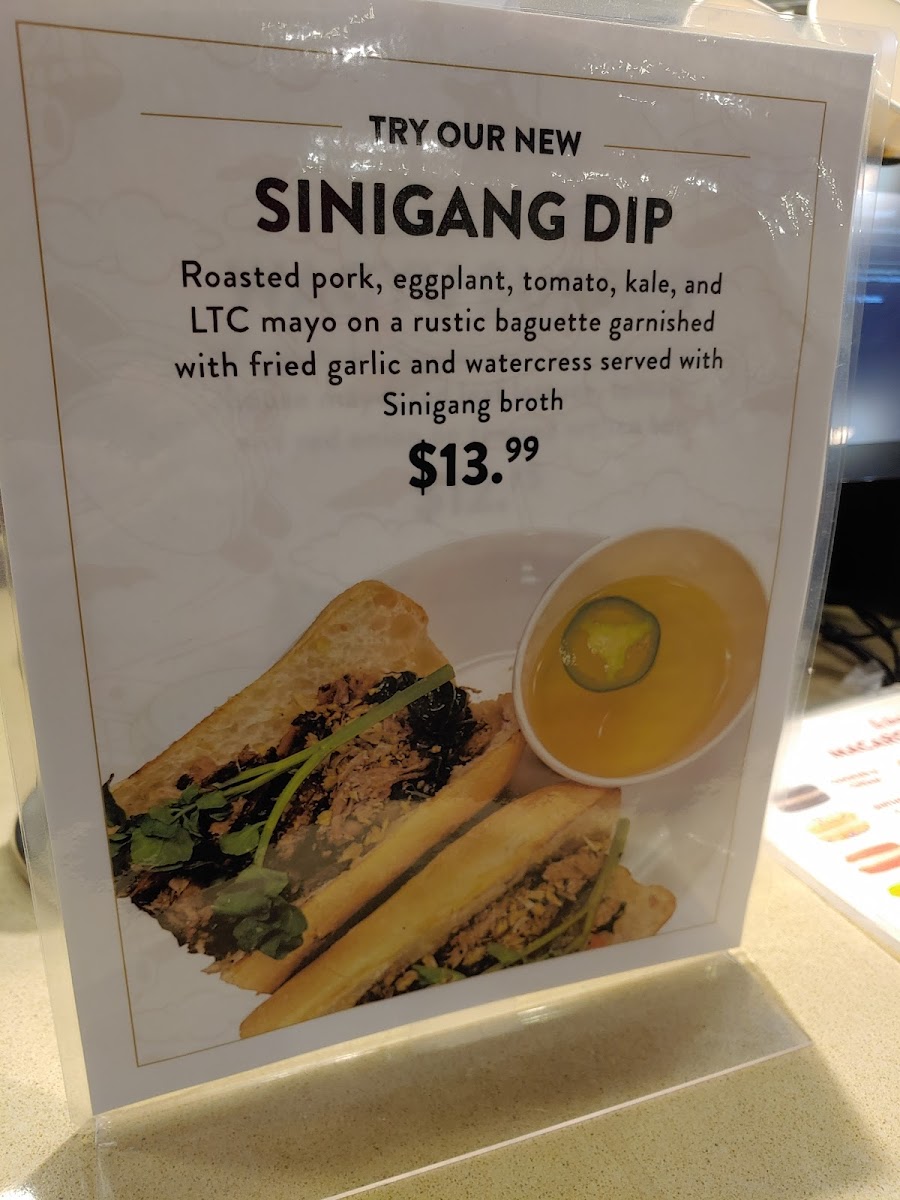 TRY OUR NEW
SINIGANG DIP
Roasted pork, eggplant, tomato, kale, and
LTC mayo on a rustic baguette garnished
with fried garlic and watercress served with
Sinigang broth
$13.99